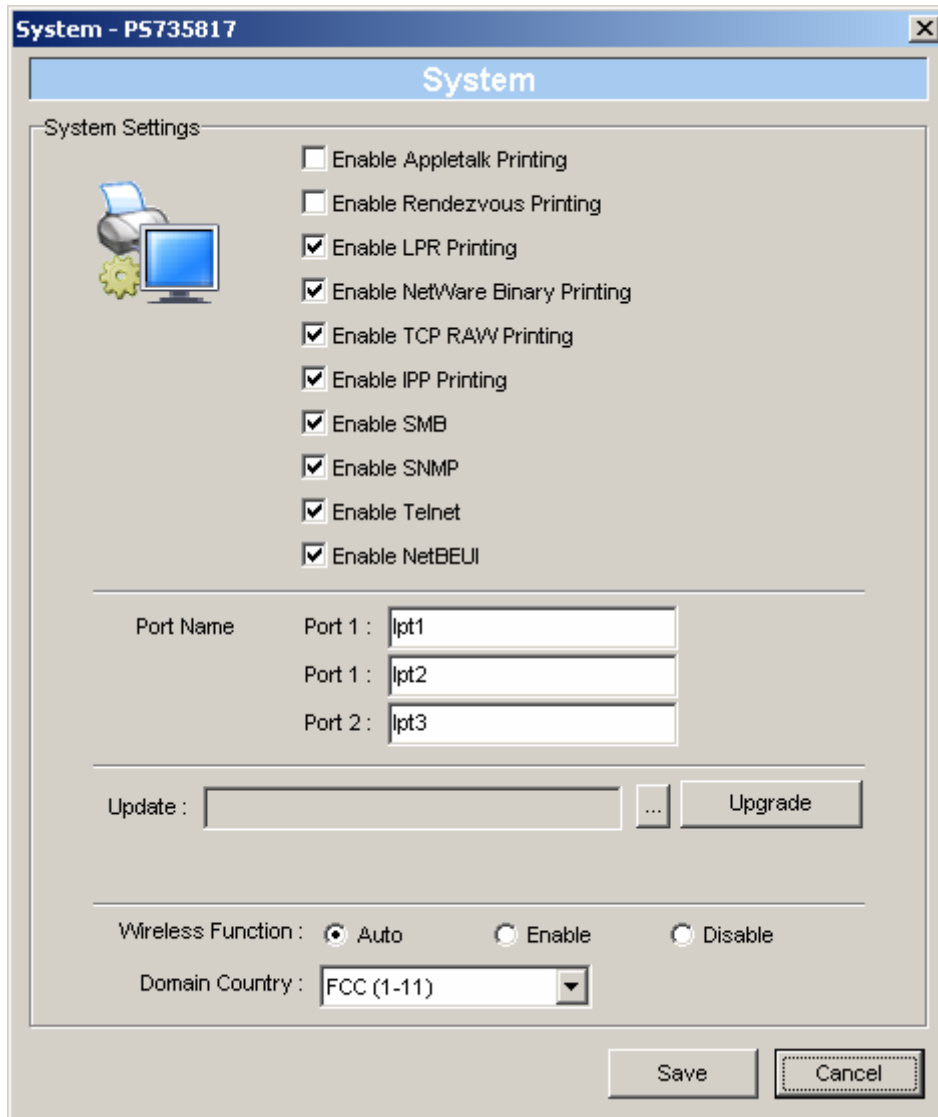 System - PS735817
System
System Settings
Enable Appletalk Printing
Enable Rendezvous Printing
Enable LPR Printing
Enable NetWare Binary Printing
Enable TCP RAW Printing
Enable IPP Printing
Enable SMB
Enable SNMP
Enable Telnet
Enable NetBEUI
Port Name Port 1 : lpt1
Port 1 : lpt2
Port 2 : lpt3
Update : ... Upgrade
Wireless Function : Auto Enable Disable
Domain Country : FCC (1-11)
Save Cancel